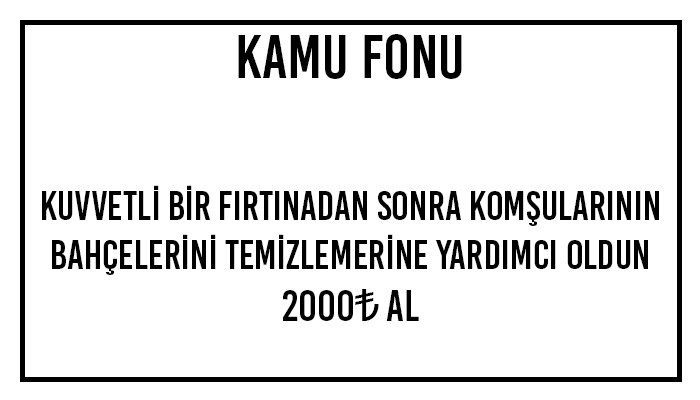 KAMU FONU
KUVVETLİ BİR FIRTINADAN SONRA KOMŞULARININ
BAHÇELERİNİ TEMİZLEMERİNE YARDIMCI OLDUN
2000₺ AL